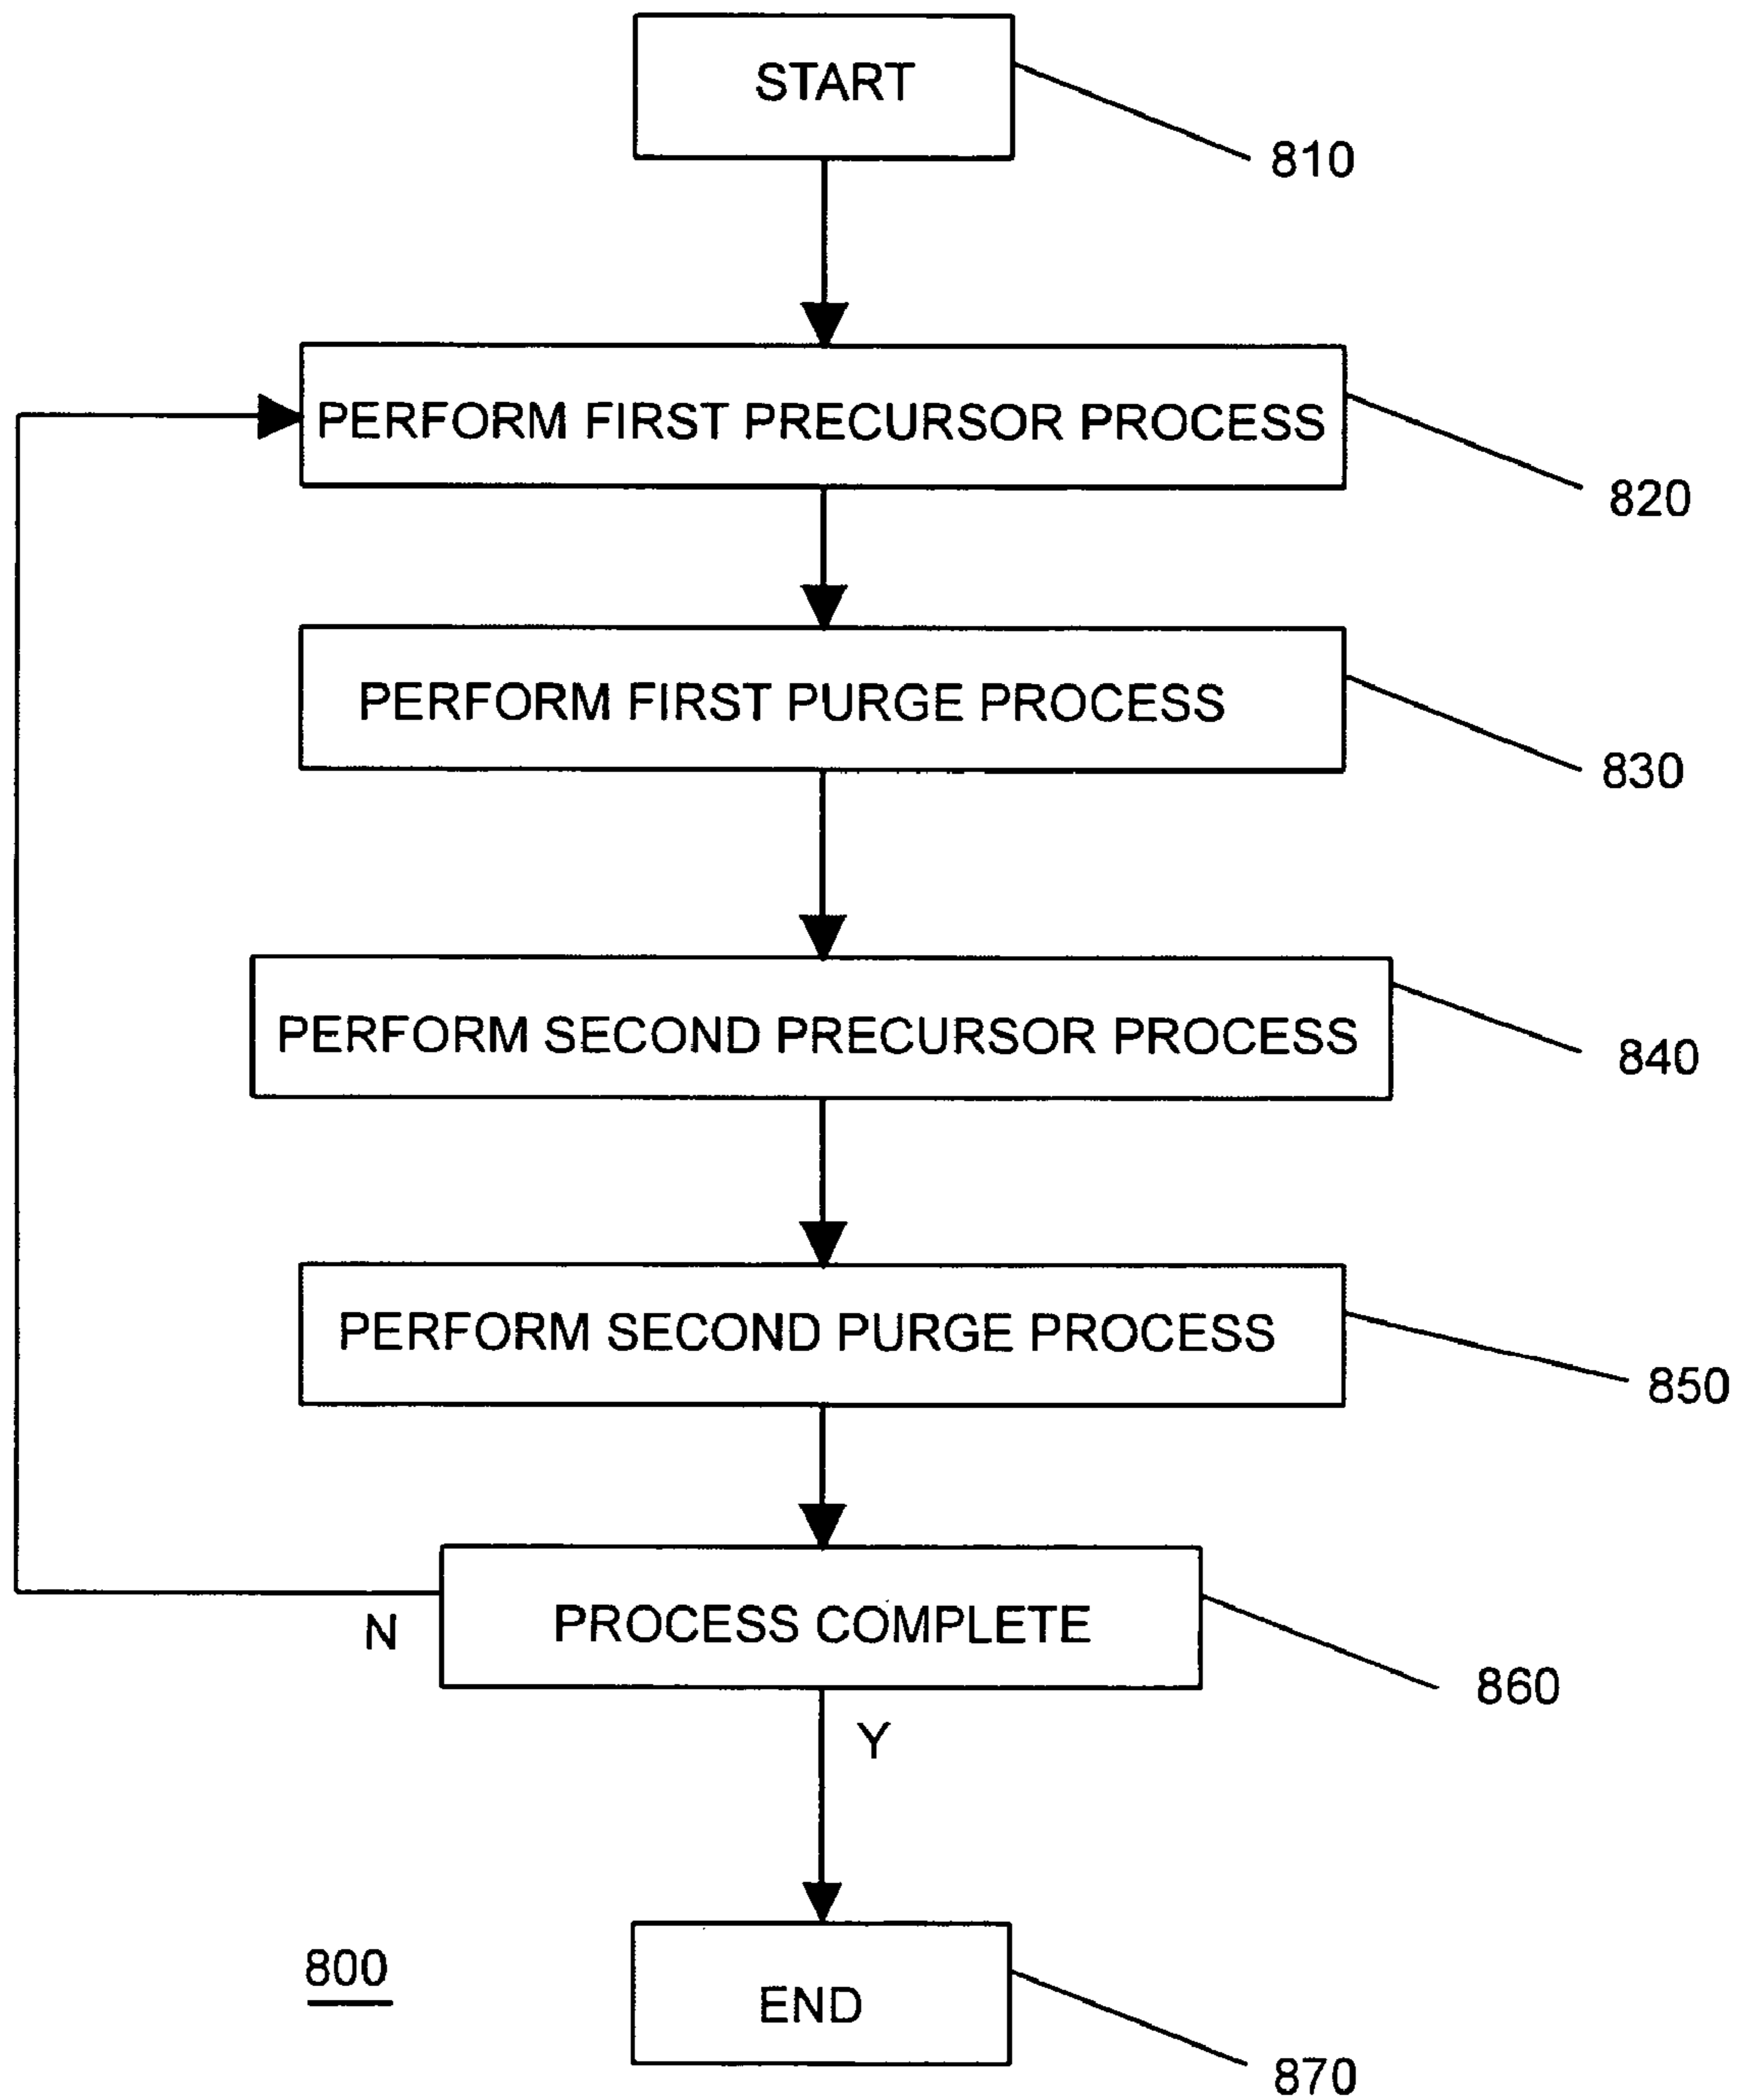 START
810
PERFORM FIRST PRECURSOR PROCESS
820
PERFORM FIRST PURGE PROCESS
830
PERFORM SECOND PRECURSOR PROCESS
840
PERFORM SECOND PURGE PROCESS
850
PROCESS COMPLETE
N
860
Y
800
END
870